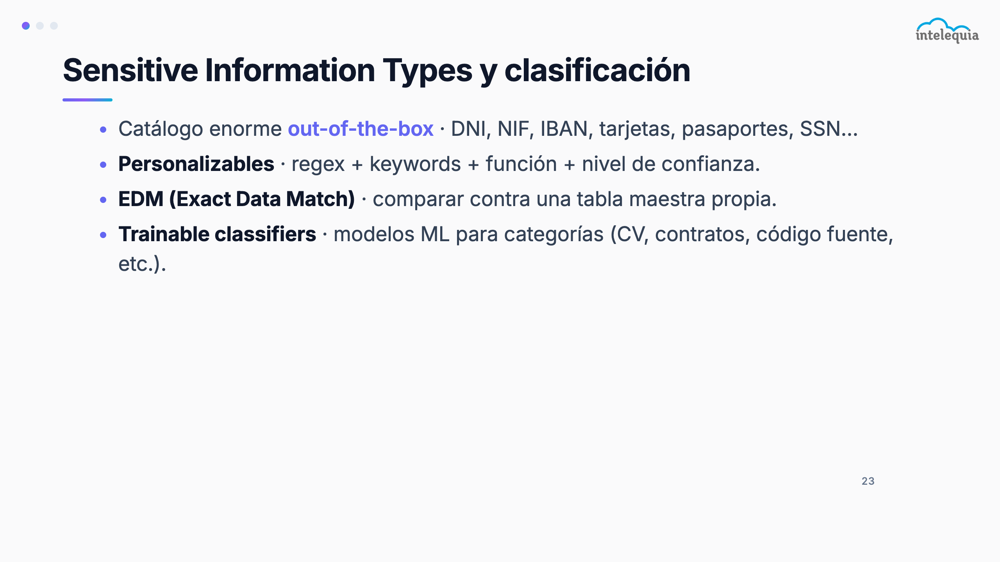 intelequia
Sensitive Information Types y clasificación
• Catálogo enorme out-of-the-box · DNI, NIF, IBAN, tarjetas, pasaportes, SSN…
• Personalizables · regex + keywords + función + nivel de confianza.
• EDM (Exact Data Match) · comparar contra una tabla maestra propia.
• Trainable classifiers · modelos ML para categorías (CV, contratos, código fuente,
etc.).
23